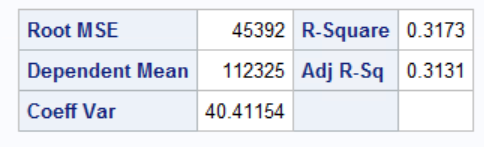 Root MSE 45392 R-Square 0.3173
Dependent Mean 112325 Adj R-Sq 0.3131
Coeff Var 40.41154